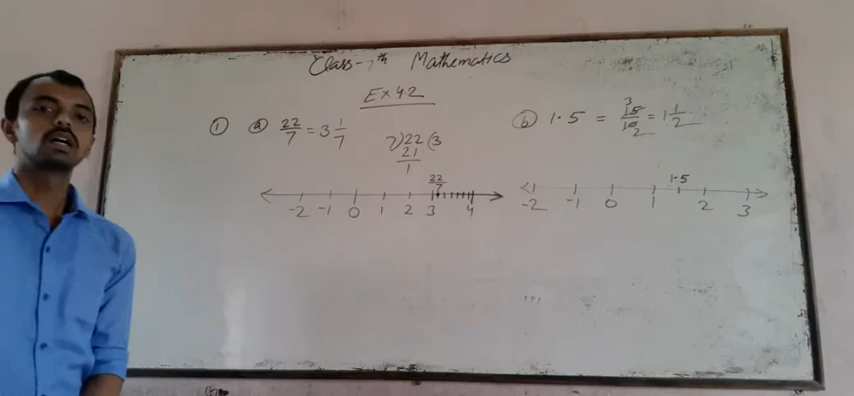 Class-7th Mathematics
Ex 4.2
① ⓐ 22/7 = 3 1/7
7)22(3
21
1
22/7
-2 -1 0 1 2 3 4
ⓑ 1.5 = 15/10 = 1 1/2
3
2
1.5
-2 -1 0 1 2 3